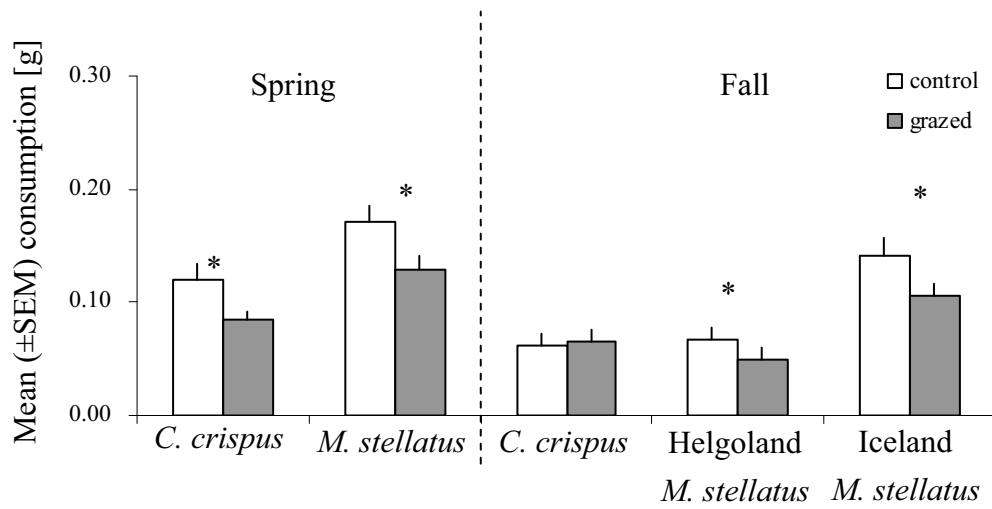 Mean (±SEM) consumption [g]
0.30
0.20
0.10
0.00
Spring
Fall
control
grazed
*
*
*
*
C. crispus
M. stellatus
C. crispus
Helgoland
M. stellatus
Iceland
M. stellatus